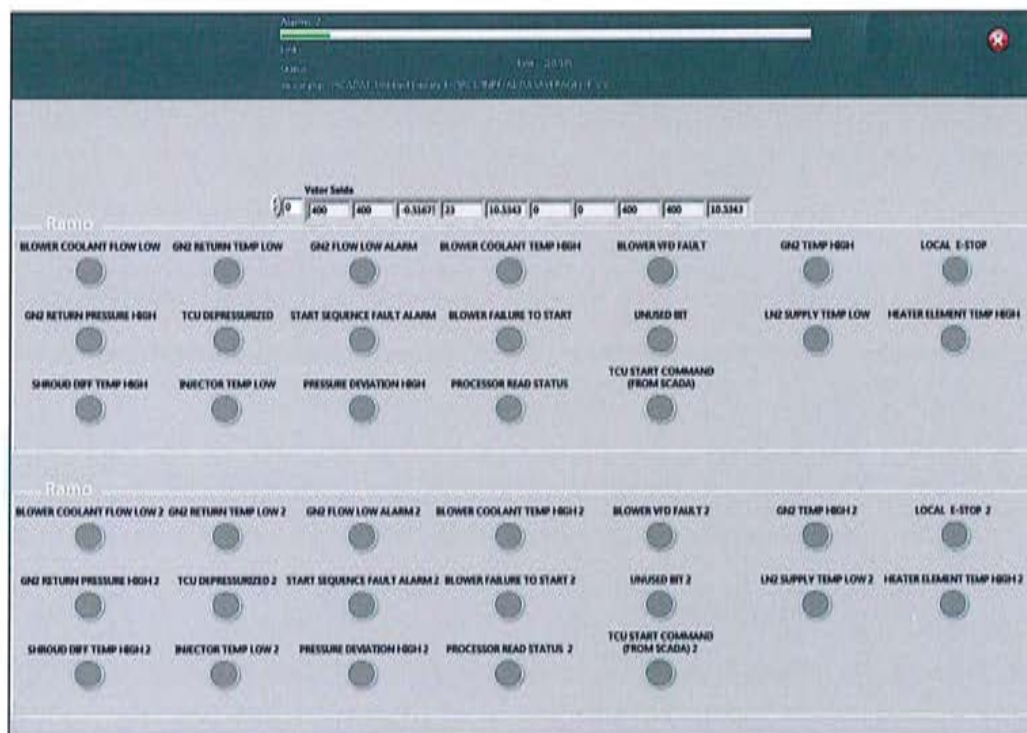 Alarms 2
Link
Status
Vetor Saida
0 400 400 -0.5167 23 10.5343 0 0 400 400 10.5343
Ramo
BLOWER COOLANT FLOW LOW GN2 RETURN TEMP LOW GN2 FLOW LOW ALARM BLOWER COOLANT TEMP HIGH BLOWER VFD FAULT GN2 TEMP HIGH LOCAL E-STOP
GN2 RETURN PRESSURE HIGH TCU DEPRESSURIZED START SEQUENCE FAULT ALARM BLOWER FAILURE TO START UNUSED BIT LN2 SUPPLY TEMP LOW HEATER ELEMENT TEMP HIGH
SHROUD DIFF TEMP HIGH INJECTOR TEMP LOW PRESSURE DEVIATION HIGH PROCESSOR READ STATUS TCU START COMMAND
(FROM SCADA)
Ramo
BLOWER COOLANT FLOW LOW 2 GN2 RETURN TEMP LOW 2 GN2 FLOW LOW ALARM 2 BLOWER COOLANT TEMP HIGH 2 BLOWER VFD FAULT 2 GN2 TEMP HIGH 2 LOCAL E-STOP 2
GN2 RETURN PRESSURE HIGH 2 TCU DEPRESSURIZED 2 START SEQUENCE FAULT ALARM 2 BLOWER FAILURE TO START 2 UNUSED BIT 2 LN2 SUPPLY TEMP LOW 2 HEATER ELEMENT TEMP HIGH 2
SHROUD DIFF TEMP HIGH 2 INJECTOR TEMP LOW 2 PRESSURE DEVIATION HIGH 2 PROCESSOR READ STATUS 2 TCU START COMMAND
(FROM SCADA) 2